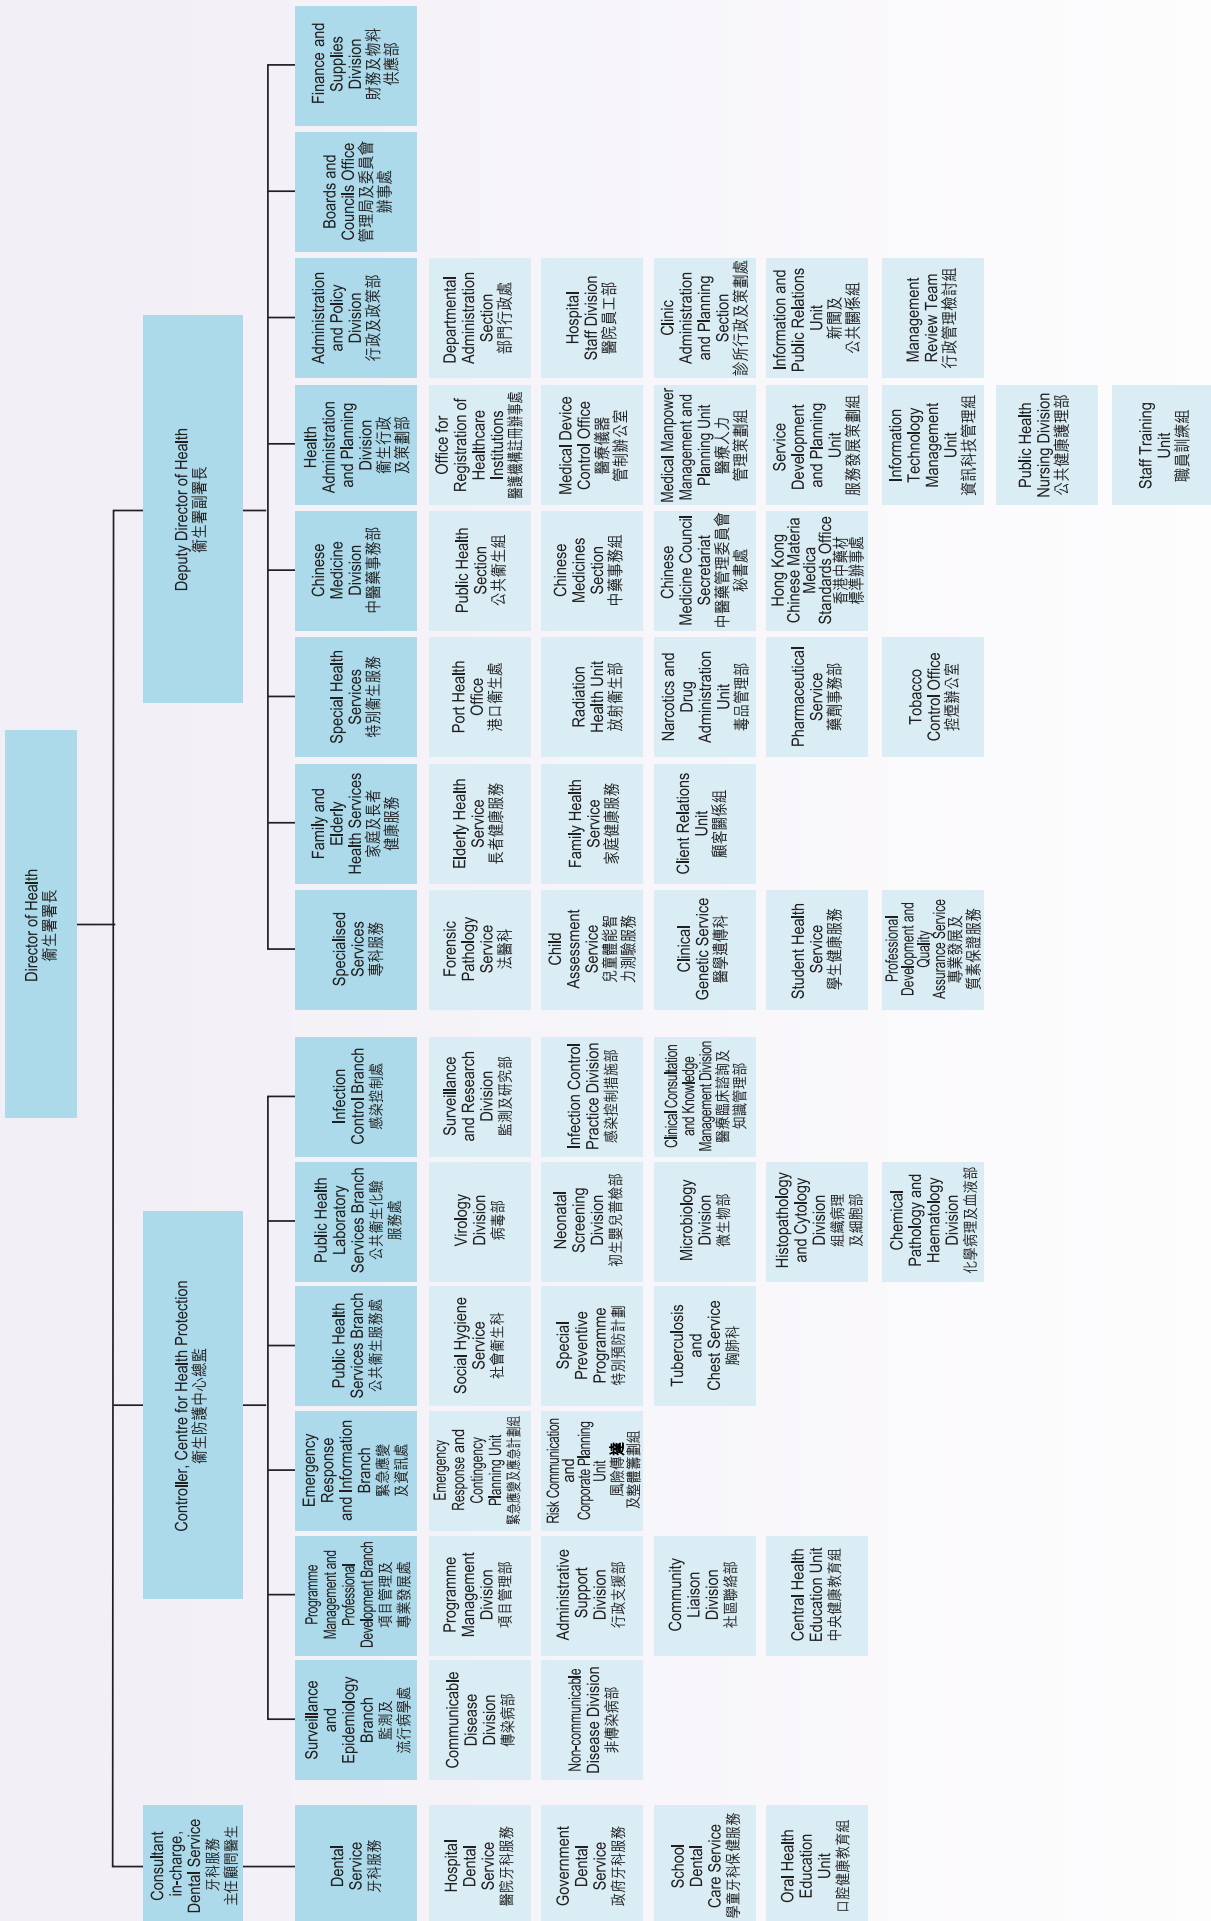 Director of Health
衞生署署長
Consultant
in-charge,
Dental Service
牙科服務
主任顧問醫生
Controller, Centre for Health Protection
衞生防護中心總監
Deputy Director of Health
衞生署副署長
Dental
Service
牙科服務
Hospital
Dental
Service
醫院牙科服務
Government
Dental
Service
政府牙科服務
School
Dental
Care Service
學童牙科保健服務
Oral Health
Education
Unit
口腔健康教育組
Surveillance
and
Epidemiology
Branch
監測及
流行病學處
Communicable
Disease
Division
傳染病部
Non-communicable
Disease Division
非傳染病部
Programme
Management and
Professional
Development Branch
項目管理及
專業發展處
Programme
Management
Division
項目管理部
Administrative
Support
Division
行政支援部
Community
Liaison
Division
社區聯絡部
Central Health
Education Unit
中央健康教育組
Emergency
Response
and Information
Branch
緊急應變
及資訊處
Emergency
Response and
Contingency
Planning Unit
緊急應變及應急計劃組
Risk Communication
and
Corporate Planning
Unit
風險傳達
及整體籌劃組
Public Health
Services Branch
公共衞生服務處
Social Hygiene
Service
社會衞生科
Special
Preventive
Programme
特別預防計劃
Tuberculosis
and
Chest Service
胸肺科
Public Health
Laboratory
Services Branch
公共衞生化驗
服務處
Virology
Division
病毒部
Neonatal
Screening
Division
初生嬰兒普檢部
Microbiology
Division
微生物部
Histopathology
and Cytology
Division
組織病理
及細胞部
Chemical
Pathology and
Haematology
Division
化學病理及血液部
Infection
Control Branch
感染控制處
Surveillance
and Research
Division
監測及研究部
Infection Control
Practice Division
感染控制措施部
Clinical Consultation
and Knowledge
Management Division
醫療臨床諮詢及
知識管理部
Specialised
Services
專科服務
Forensic
Pathology
Service
法醫科
Child
Assessment
Service
兒童體能智
力測驗服務
Clinical
Genetic Service
醫學遺傳科
Student Health
Service
學生健康服務
Professional
Development and
Quality
Assurance Service
專業發展及
質素保證服務
Family and
Elderly
Health Services
家庭及長者
健康服務
Elderly Health
Service
長者健康服務
Family Health
Service
家庭健康服務
Client Relations
Unit
顧客關係組
Special Health
Services
特別衞生服務
Port Health
Office
港口衞生處
Radiation
Health Unit
放射衞生部
Narcotics and
Drug
Administration
Unit
毒品管理部
Pharmaceutical
Service
藥劑事務部
Tobacco
Control Office
控煙辦公室
Chinese
Medicine
Division
中醫藥事務部
Public Health
Section
公共衞生組
Chinese
Medicines
Section
中藥事務組
Chinese
Medicine Council
Secretariat
中醫藥管理委員會
秘書處
Hong Kong
Chinese Materia
Medica
Standards Office
香港中藥材
標準辦事處
Health
Administration
and Planning
Division
衞生行政
及策劃部
Office for
Registration of
Healthcare
Institutions
醫護機構註冊辦事處
Medical Device
Control Office
醫療儀器
管制辦公室
Medical Manpower
Management and
Planning Unit
醫療人力
管理策劃組
Service
Development
and Planning
Unit
服務發展策劃組
Information
Technology
Management
Unit
資訊科技管理組
Public Health
Nursing Division
公共健康護理部
Staff Training
Unit
職員訓練組
Administration
and Policy
Division
行政及政策部
Departmental
Administration
Section
部門行政處
Hospital
Staff Division
醫院員工部
Clinic
Administration
and Planning
Section
診所行政及策劃處
Information and
Public Relations
Unit
新聞及
公共關係組
Management
Review Team
行政管理檢討組
Boards and
Councils Office
管理局及委員會
辦事處
Finance and
Supplies
Division
財務及物料
供應部